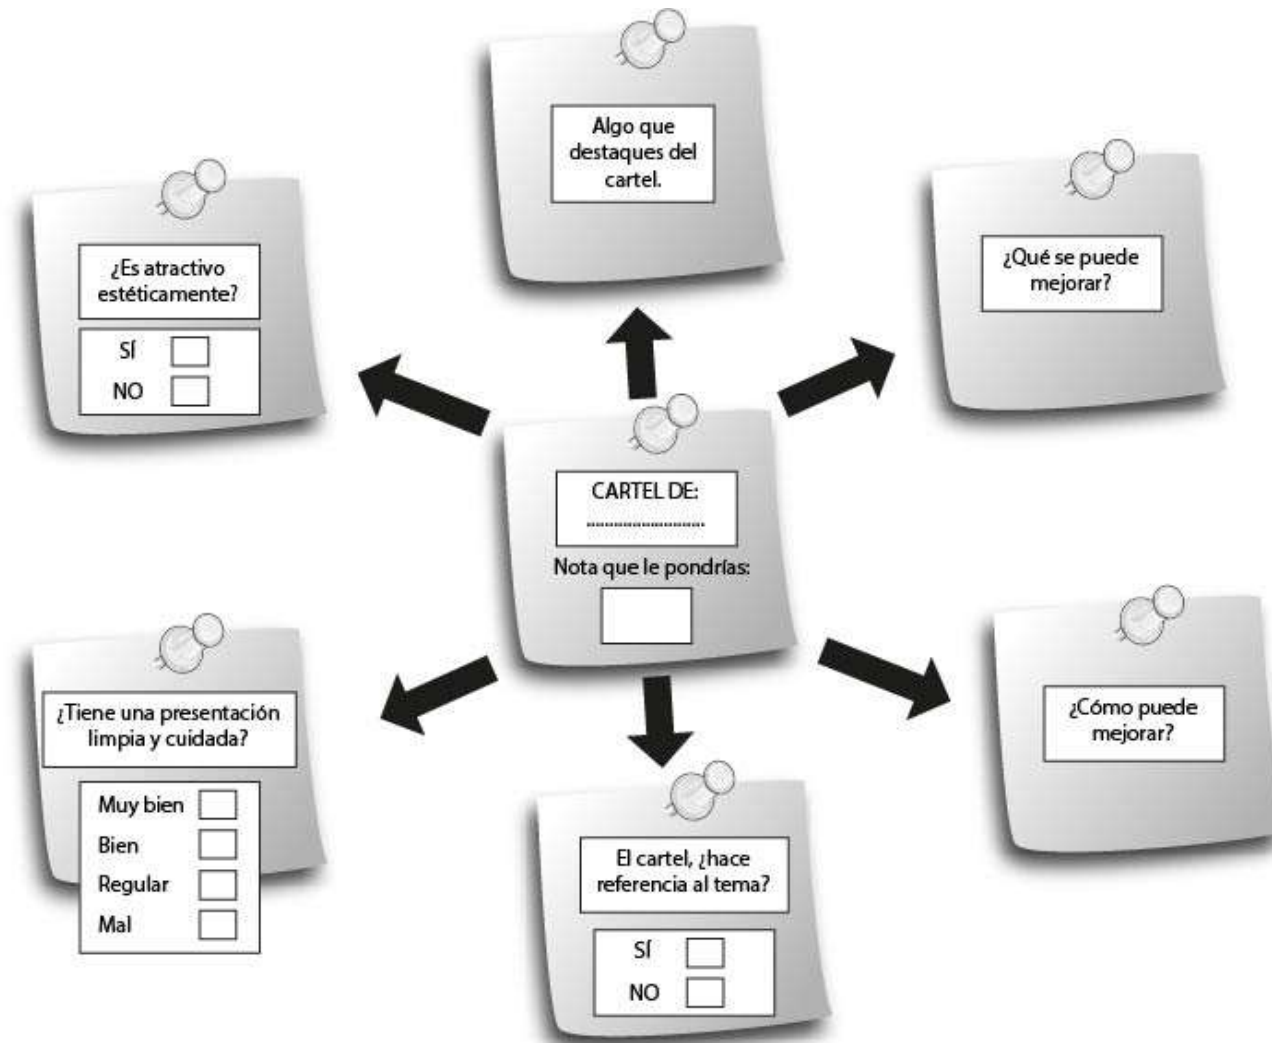 Algo que
destaques del
cartel.
¿Es atractivo
estéticamente?
SÍ
NO
¿Qué se puede
mejorar?
CARTEL DE:
...........................
Nota que le pondrías:
¿Tiene una presentación
limpia y cuidada?
Muy bien
Bien
Regular
Mal
¿Cómo puede
mejorar?
El cartel, ¿hace
referencia al tema?
SÍ
NO